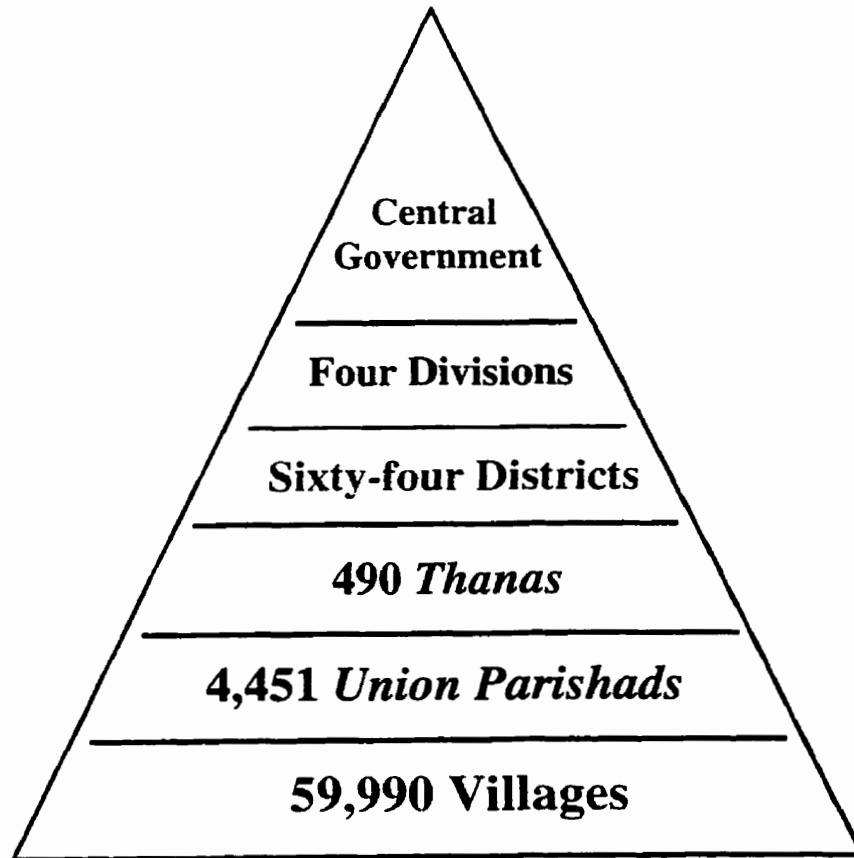 Central
Government
Four Divisions
Sixty-four Districts
490 Thanas
4,451 Union Parishads
59,990 Villages